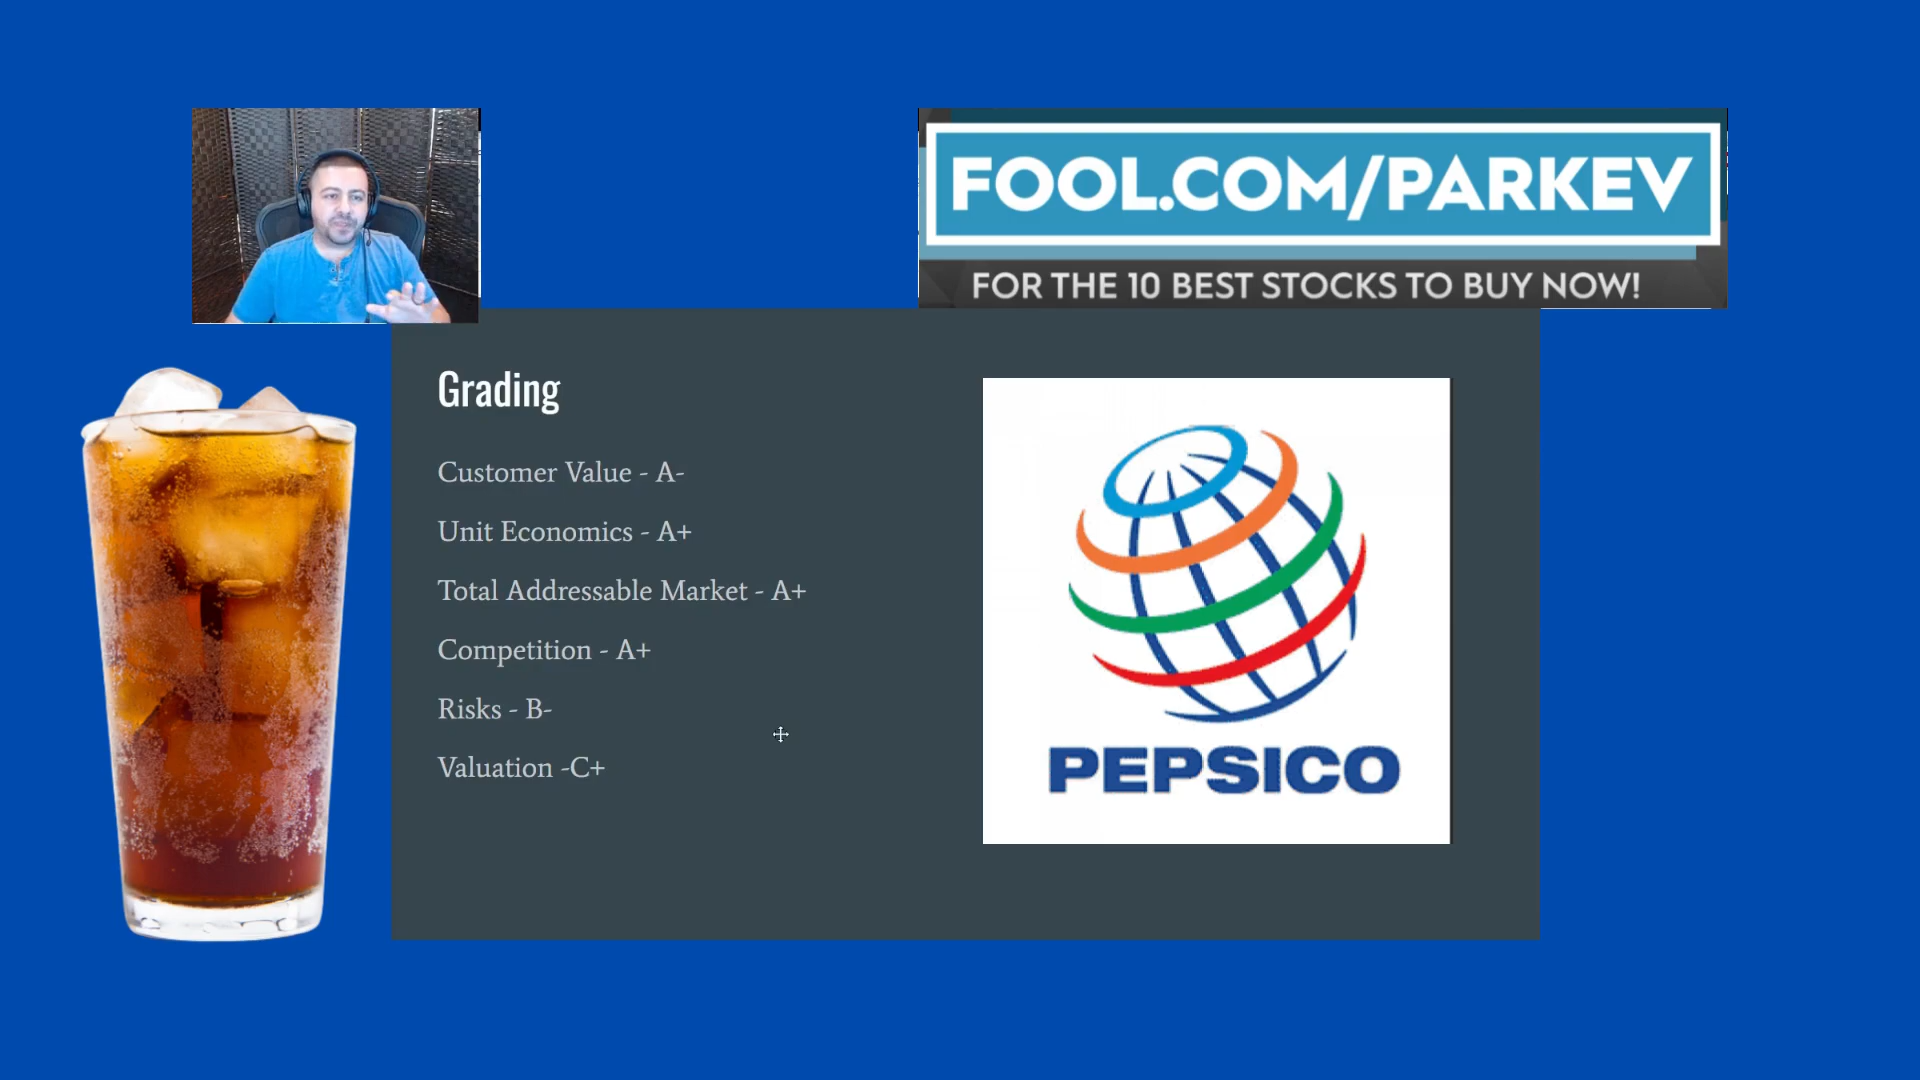 FOOL.COM/PARKEV
FOR THE 10 BEST STOCKS TO BUY NOW!
Grading
Customer Value - A-
Unit Economics - A+
Total Addressable Market - A+
Competition - A+
Risks - B-
Valuation -C+
PEPSICO